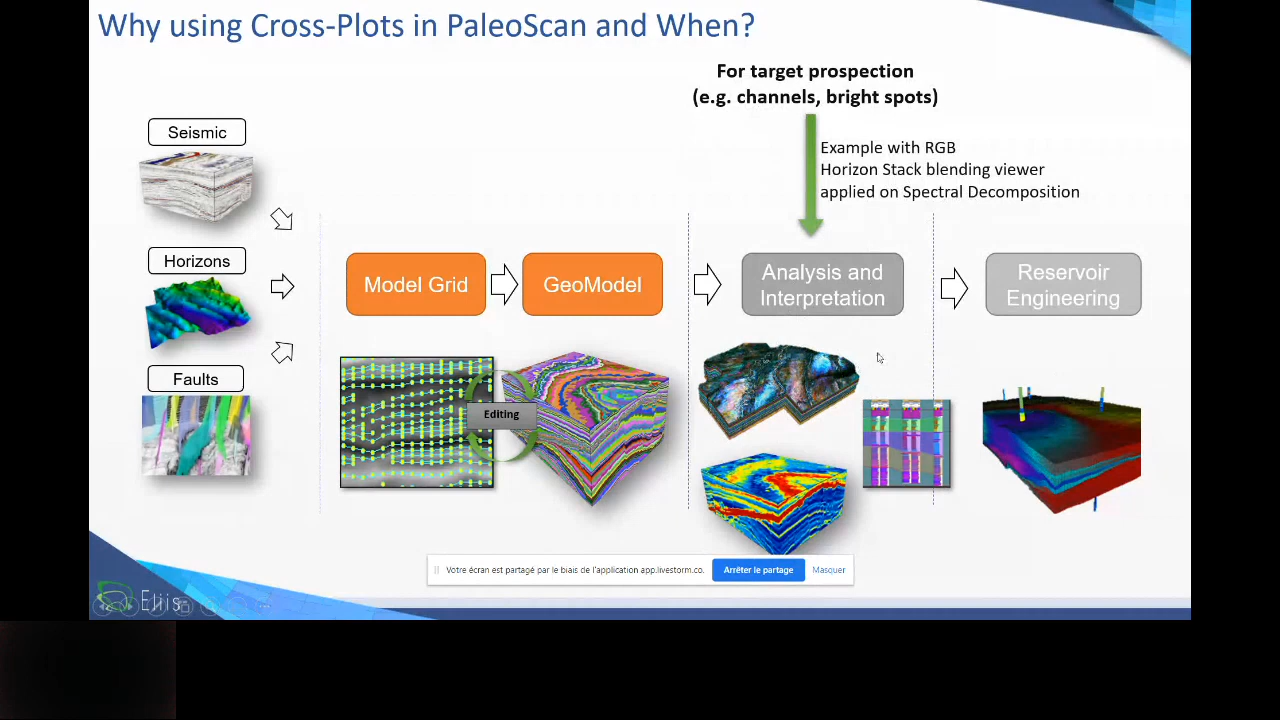 Why using Cross-Plots in PaleoScan and When?
For target prospection
(e.g. channels, bright spots)
Example with RGB
Horizon Stack blending viewer
applied on Spectral Decomposition
Seismic
Horizons
Faults
Model Grid
GeoModel
Analysis and
Interpretation
Reservoir
Engineering
Editing
Votre écran est partagé par le biais de l'application app.livestorm.co.
Arrêter le partage
Masquer
Eliis